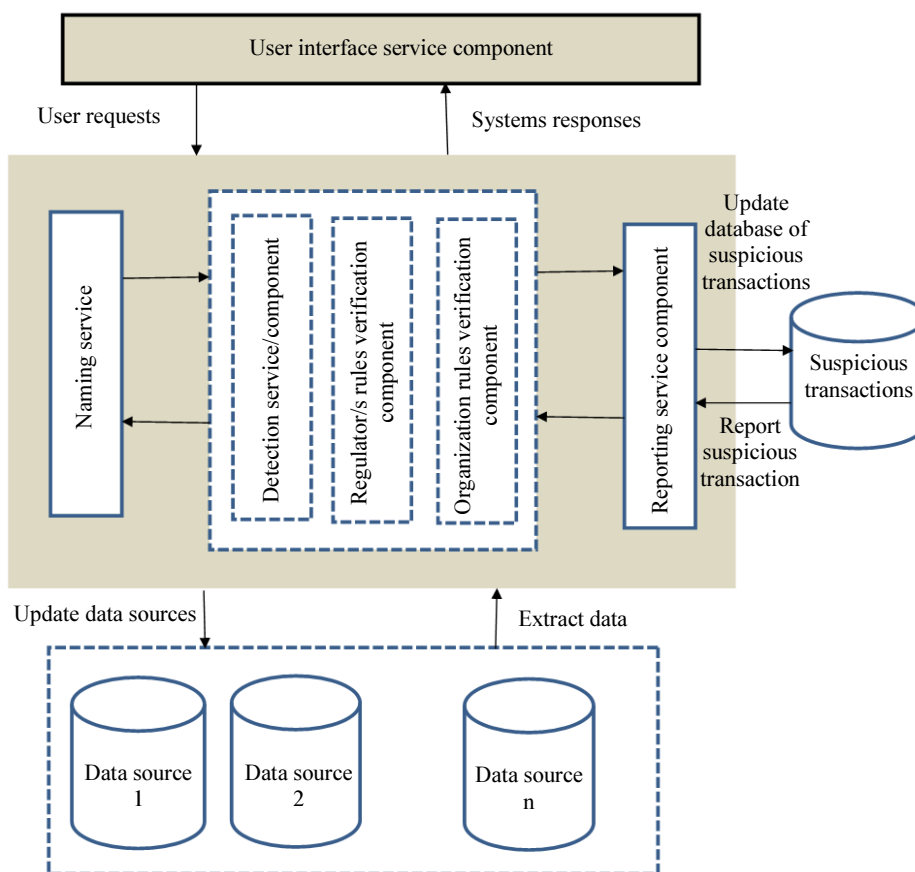 User interface service component
User requests
Systems responses
Naming service
Detection service/component
Regulator/s rules verification
component
Organization rules verification
component
Reporting service component
Update
database of
suspicious
transactions
Suspicious
transactions
Report
suspicious
transaction
Update data sources
Extract data
Data source
1
Data source
2
Data source
n